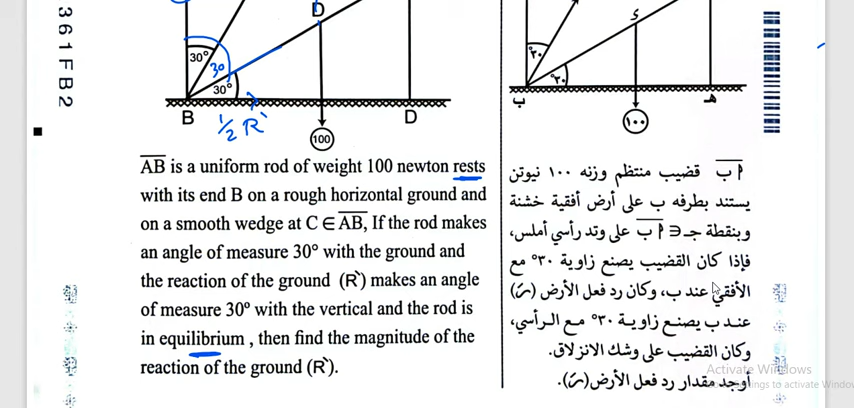 361FB2
D
30°
30
30°
B
½ R`
100
D
AB is a uniform rod of weight 100 newton rests
with its end B on a rough horizontal ground and
on a smooth wedge at C ∈ AB, If the rod makes
an angle of measure 30° with the ground and
the reaction of the ground (R`) makes an angle
of measure 30° with the vertical and the rod is
in equilibrium , then find the magnitude of the
reaction of the ground (R`).
٣٠°
٣٠°
ء
ب
هـ
١٠٠
أب قضيب منتظم وزنه ١٠٠ نيوتن
يستند بطرفه ب على أرض أفقية خشنة
وبنقطة جـ ∋ أب على وتد رأسي أملس،
فإذا كان القضيب يصنع زاوية ٣٠° مع
الأفقي عند ب، وكان رد فعل الأرض (رَ)
عند ب يصنع زاوية ٣٠° مع الرأسي،
وكان القضيب على وشك الانزلاق.
أوجد مقدار رد فعل الأرض (رَ).
Activate Windows
ngs to activate Windov